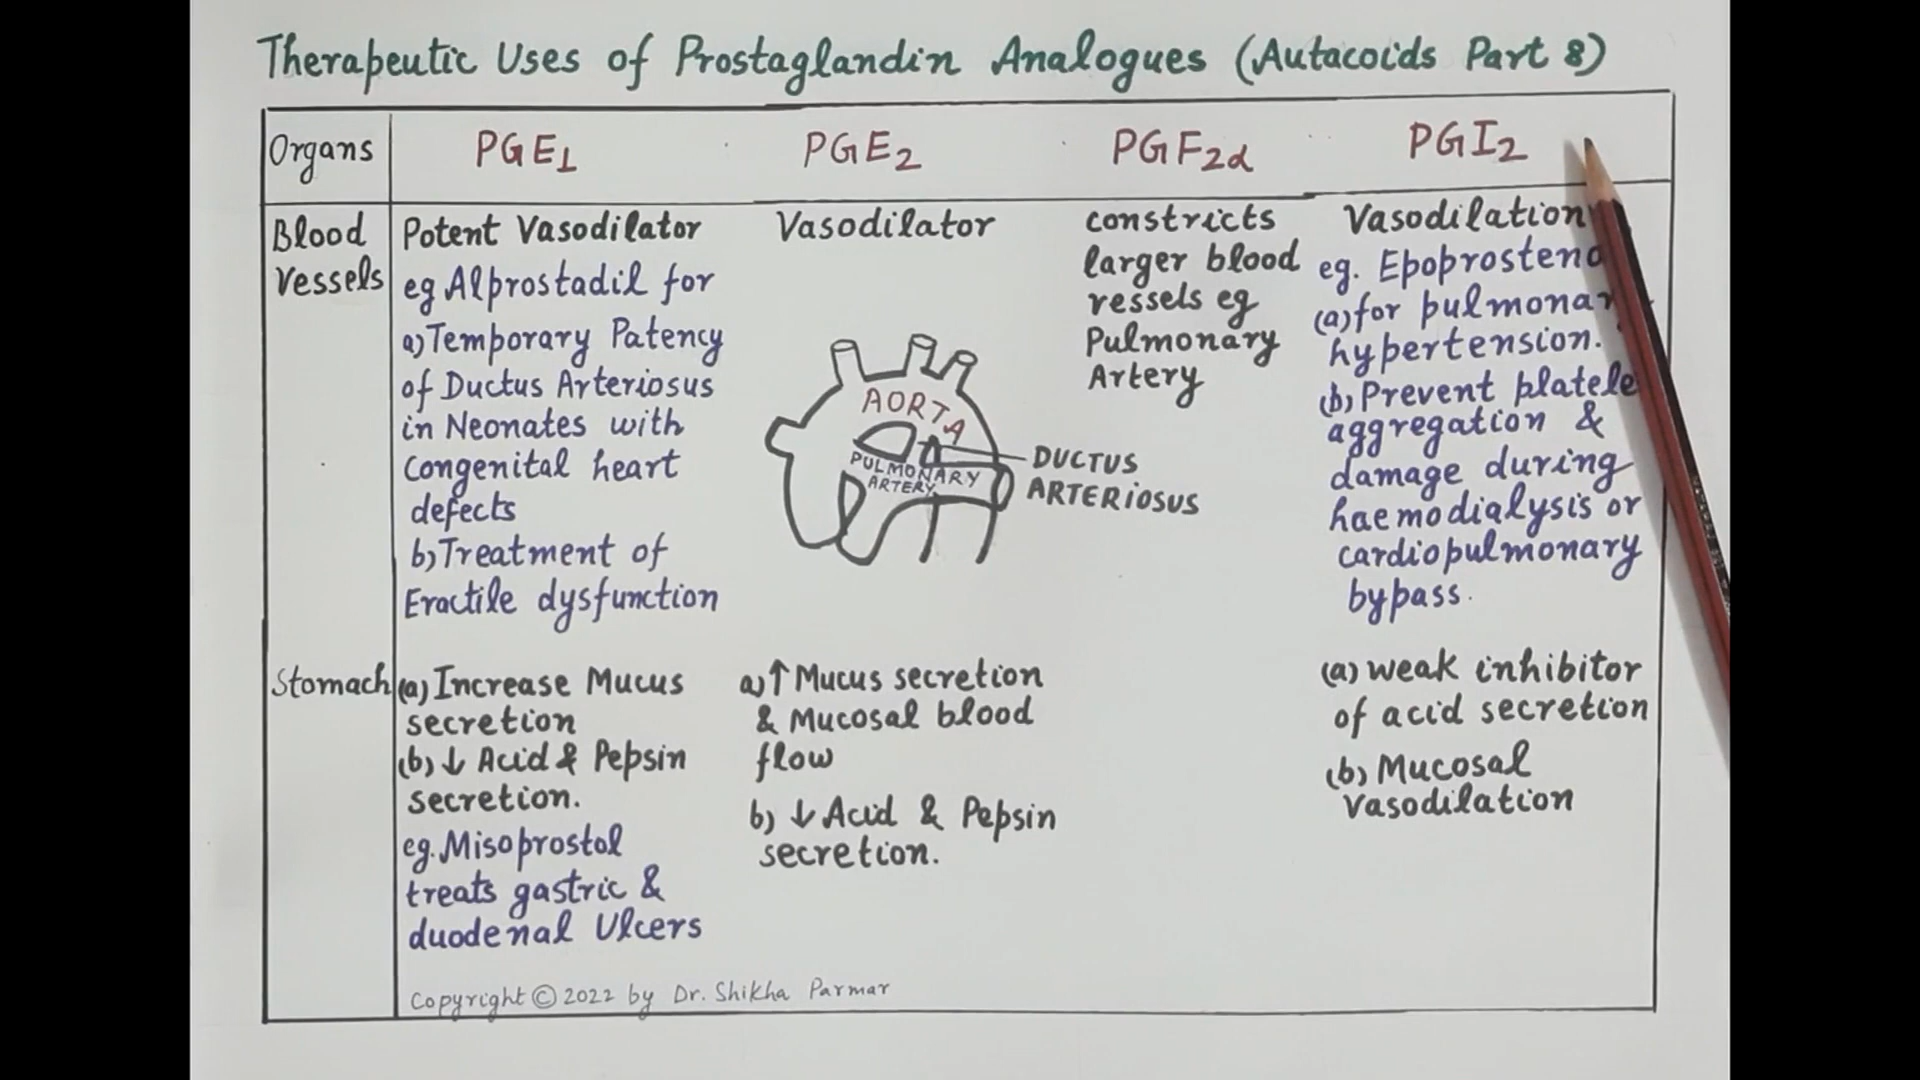 Therapeutic Uses of Prostaglandin Analogues (Autacoids Part 8)
Organs
PGE1
PGE2
PGF2α
PGI2
Blood
Vessels
Potent Vasodilator
eg Alprostadil for
a) Temporary Patency
of Ductus Arteriosus
in Neonates with
Congenital heart
defects
b) Treatment of
Eractile dysfunction
Vasodilator
AORTA
PULMONARY
ARTERY
DUCTUS
ARTERIOSUS
constricts
larger blood
vessels eg
Pulmonary
Artery
Vasodilation
eg. Epoprosteno
(a) for pulmonar
hypertension.
(b) Prevent platele
aggregation &
damage during
haemodialysis or
cardiopulmonary
bypass.
Stomach
(a) Increase Mucus
secretion
(b) ↓ Acid & Pepsin
secretion.
eg. Misoprostol
treats gastric &
duodenal Ulcers
a) ↑ Mucus secretion
& Mucosal blood
flow
b) ↓ Acid & Pepsin
secretion.
(a) weak inhibitor
of acid secretion
(b) Mucosal
Vasodilation
Copyright © 2022 by Dr. Shikha Parmar